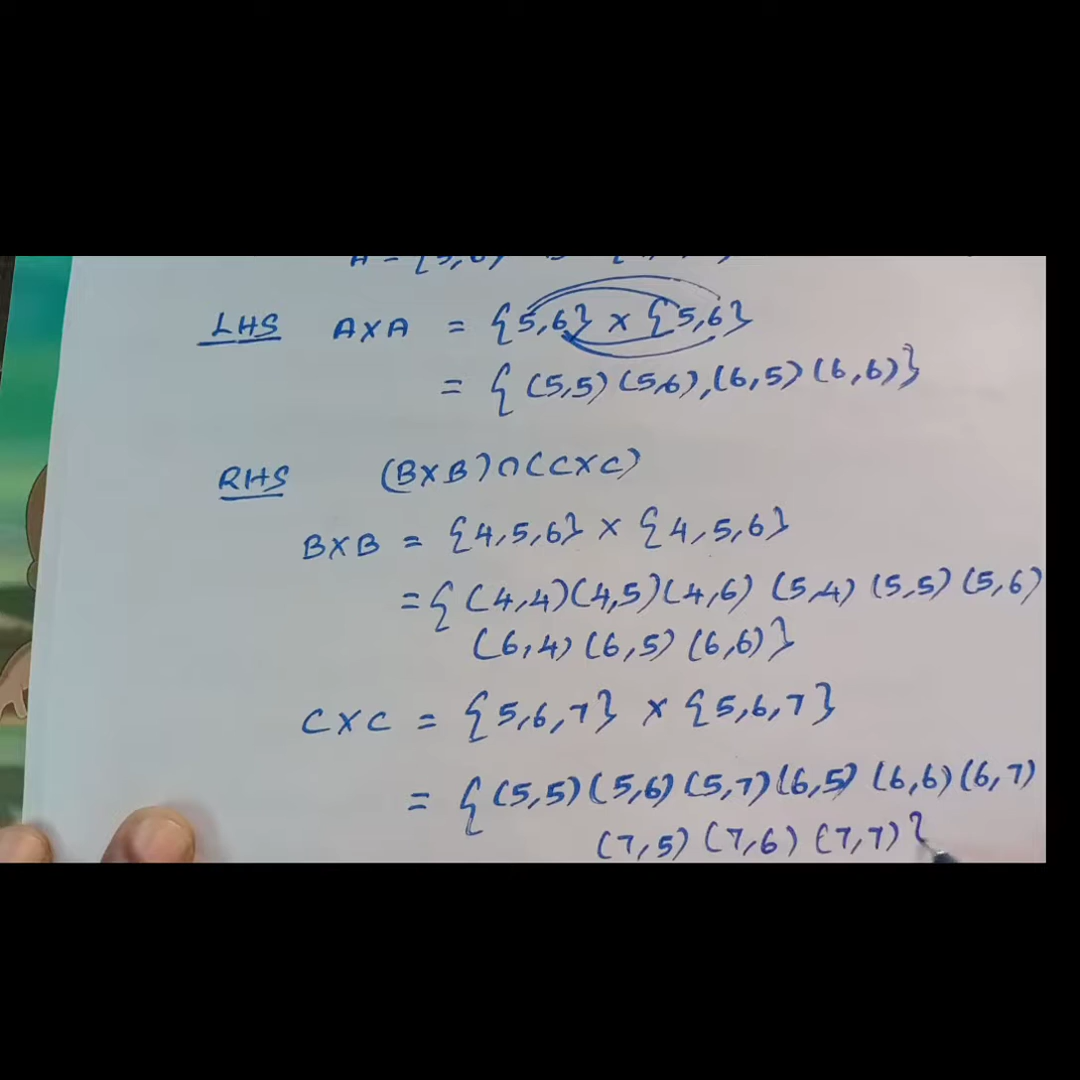 LHS A×A = {5,6} × {5,6}
= { (5,5) (5,6), (6,5) (6,6)}
RHS (B×B)∩(C×C)
B×B = {4,5,6} × {4,5,6}
= { (4,4)(4,5)(4,6) (5,4) (5,5) (5,6)
(6,4) (6,5) (6,6)}
C×C = {5,6,7} × {5,6,7}
= { (5,5) (5,6) (5,7) (6,5) (6,6) (6,7)
(7,5) (7,6) (7,7) }